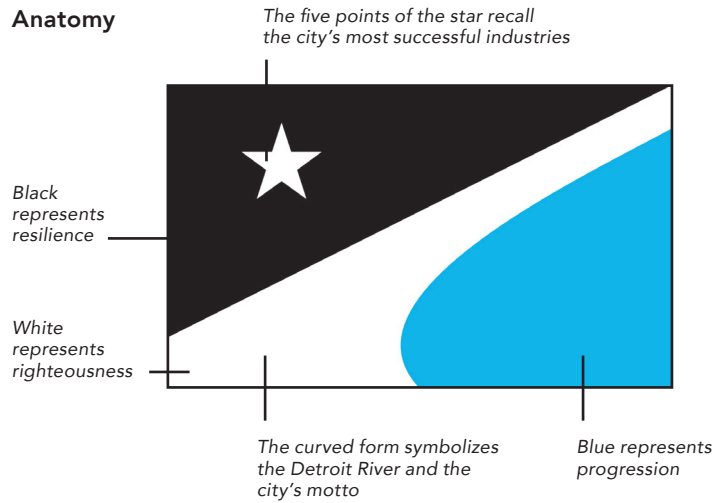 Anatomy
The five points of the star recall
the city's most successful industries
Black
represents
resilience
White
represents
righteousness
The curved form symbolizes
the Detroit River and the
city's motto
Blue represents
progression